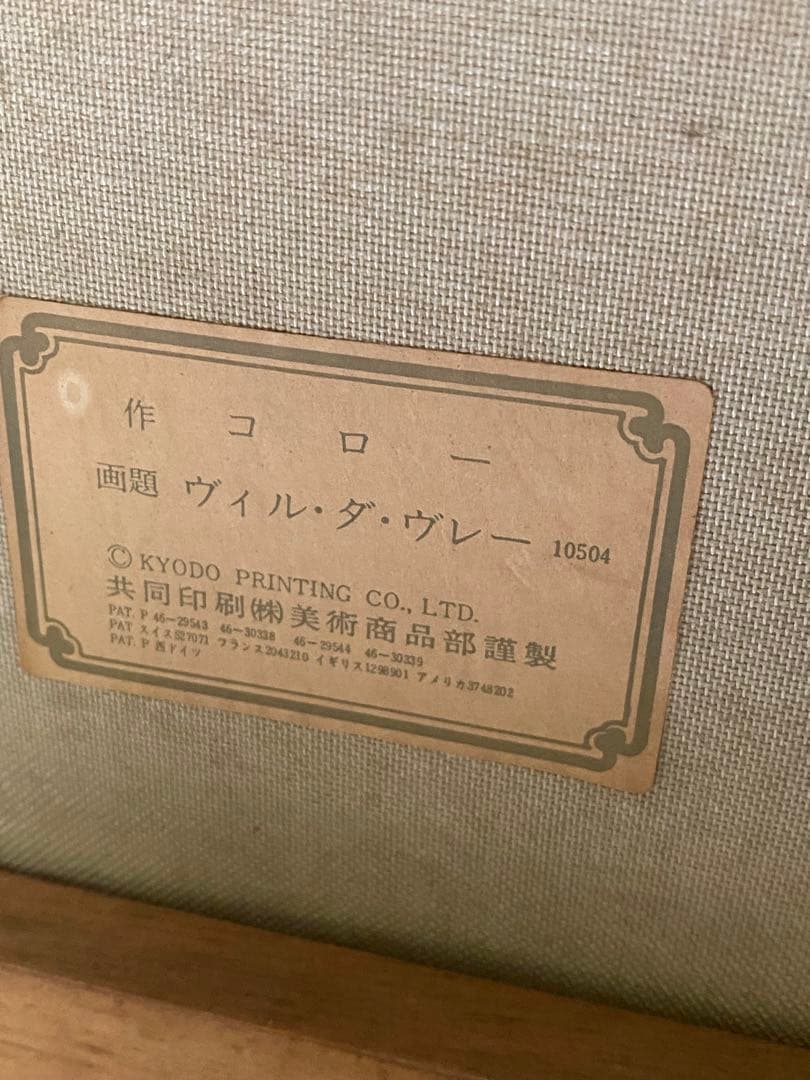 作 コロー
画題 ヴィル・ダ・ヴレー 10504
© KYODO PRINTING CO., LTD.
共同印刷(株)美術商品部謹製
PAT. P 46-29543 46-30338 46-29544 46-30339
PAT スイス527071 フランス2043210 イギリス1298901 アメリカ3748202
PAT. P 西ドイツ